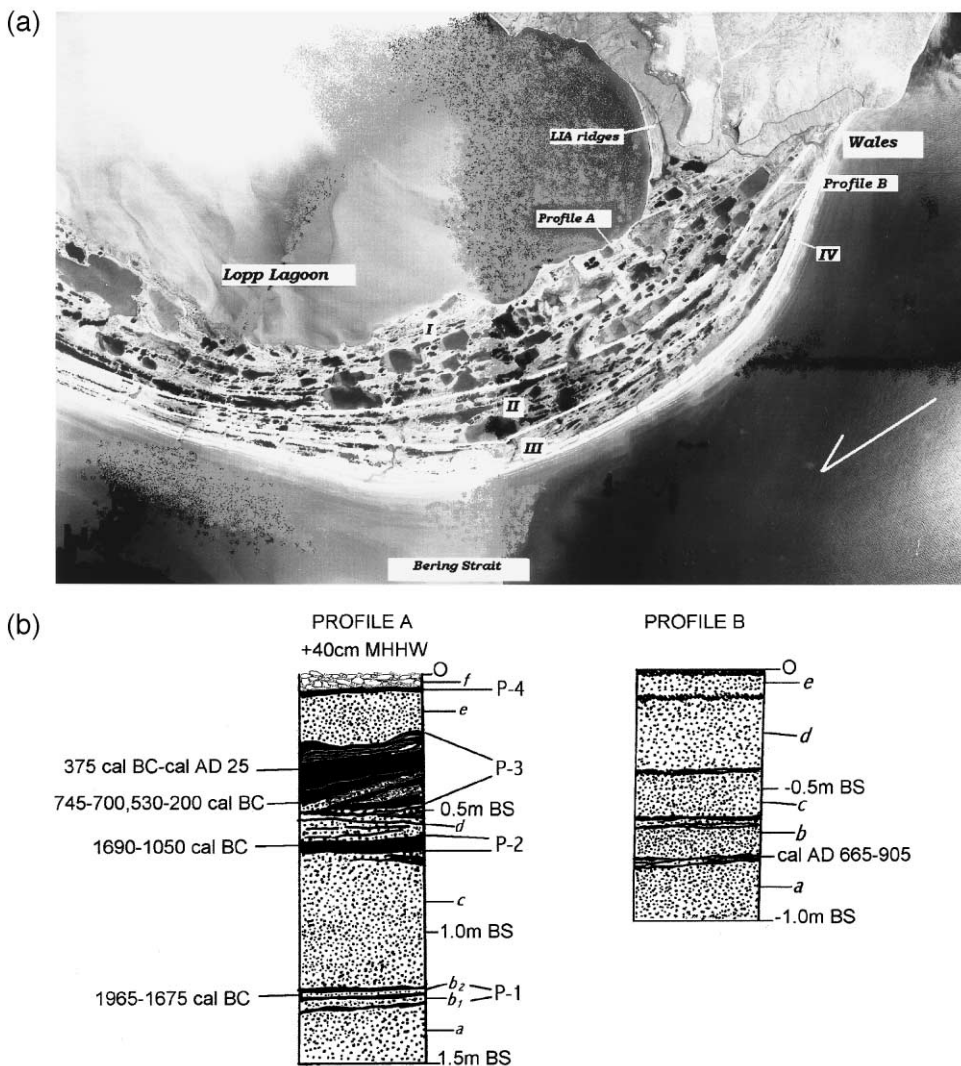 (a)
LIA ridges
Wales
Profile B
Profile A
IV
Lopp Lagoon
I
II
III
Bering Strait
(b)
PROFILE A
+40cm MHHW
O
f
P-4
e
375 cal BC-cal AD 25
P-3
745-700,530-200 cal BC
0.5m BS
d
1690-1050 cal BC
P-2
c
1.0m BS
b2
1965-1675 cal BC
P-1
b1
a
1.5m BS
PROFILE B
O
e
d
-0.5m BS
c
b
cal AD 665-905
a
-1.0m BS